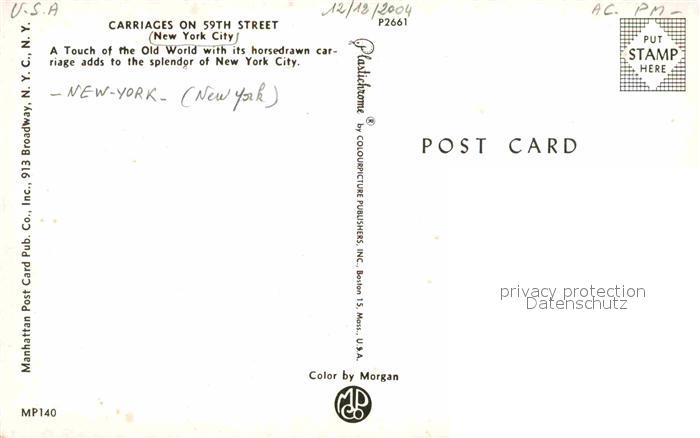 U.S.A
12/12/2004
AC. PM -
CARRIAGES ON 59TH STREET
(New York City)
P2661
A Touch of the Old World with its horsedrawn car-
riage adds to the splendor of New York City.
- NEW-YORK - (New York)
PUT
STAMP
HERE
Manhattan Post Card Pub. Co., Inc., 913 Broadway, N. Y. C., N. Y.
Plastichrome ® by COLOURPICTURE PUBLISHERS, INC., Boston 15, Mass., U.S.A.
POST CARD
privacy protection
Datenschutz
Color by Morgan
MPCO
MP140